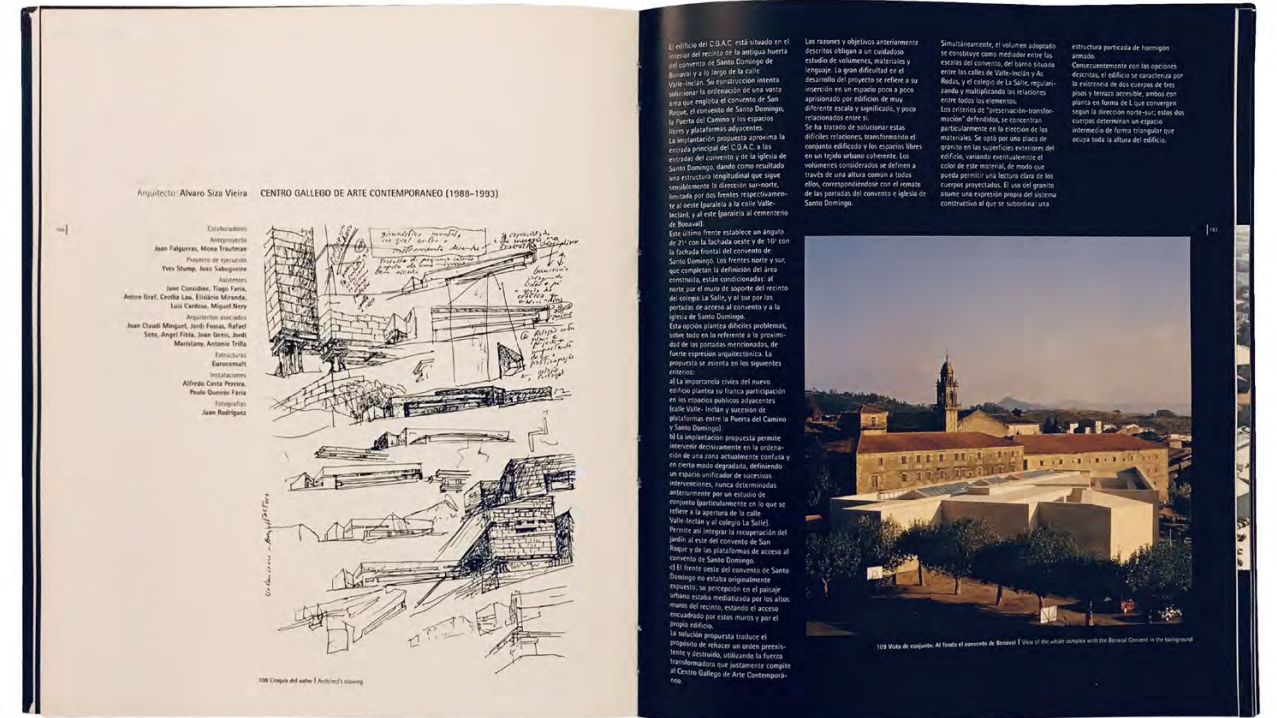 Arquitecto: Alvaro Siza Vieira CENTRO GALLEGO DE ARTE CONTEMPORANEO (1988-1993)
Colaboradores
Anteproyecto
Joan Falgueras, Mona Trautman
Proyecto de ejecución
Yves Stump, Joao Sabugueiro
Asistentes
Jane Considine, Tiago Faria,
Anton Graf, Cecilia Lau, Elisiário Miranda,
Luis Cardoso, Miguel Nery
Arquitectos asociados
Joan Claudi Minguel, Jordi Fossas, Rafael
Soto, Angel Fibla, Joan Genis, Jordi
Maristany, Antonio Trilla
Estructuras
Euroconsult
Instalaciones
Alfredo Costa Pereira,
Paulo Queirós Faria
Fotografías
Juan Rodríguez
108 Croquis del autor | Architect's drawing
El edificio del C.G.A.C. está situado en el
interior del recinto de la antigua huerta
del convento de Santo Domingo de
Bonaval y a lo largo de la calle
Valle-Inclán. Su construcción intenta
solucionar la ordenación de una vasta
área que engloba el convento de San
Roque, el convento de Santo Domingo,
la Puerta del Camino y los espacios
libres y plataformas adyacentes.
La implantación propuesta aproxima la
entrada principal del C.G.A.C. a las
entradas del convento y de la iglesia de
Santo Domingo, dando como resultado
una estructura longitudinal que sigue
sensiblemente la dirección sur-norte,
limitada por dos frentes respectivamen-
te al oeste (paralela a la calle Valle-
Inclán), y al este (paralela al cementerio
de Bonaval).
Este último frente establece un ángulo
de 21º con la fachada oeste y de 16º con
la fachada frontal del convento de
Santo Domingo. Los frentes norte y sur,
que completan la definición del área
construida, están condicionadas: al
norte por el muro de soporte del recinto
del colegio La Salle, y al sur por las
portadas de acceso al convento y a la
iglesia de Santo Domingo.
Esta opción plantea difíciles problemas,
sobre todo en lo referente a la proximi-
dad de las portadas mencionadas, de
fuerte expresión arquitectónica. La
propuesta se asienta en los siguientes
criterios:
a) La importancia cívica del nuevo
edificio plantea su franca participación
en los espacios públicos adyacentes
(calle Valle- Inclán y sucesión de
plataformas entre la Puerta del Camino
y Santo Domingo).
b) La implantación propuesta permite
intervenir decisivamente en la ordena-
ción de una zona actualmente confusa y
en cierto modo degradada, definiendo
un espacio unificador de sucesivas
intervenciones, nunca determinadas
anteriormente por un estudio de
conjunto (particularmente en lo que se
refiere a la apertura de la calle
Valle-Inclán y al colegio La Salle).
Permite así integrar la recuperación del
jardín al este del convento de San
Roque y de las plataformas de acceso al
convento de Santo Domingo.
c) El frente oeste del convento de Santo
Domingo no estaba originalmente
expuesto; su percepción en el paisaje
urbano estaba mediatizada por los altos
muros del recinto, estando el acceso
encuadrado por estos muros y por el
propio edificio.
La solución propuesta traduce el
propósito de rehacer un orden preexis-
tente y destruido, utilizando la fuerza
transformadora que justamente compite
al Centro Gallego de Arte Contemporá-
neo.
Las razones y objetivos anteriormente
descritos obligan a un cuidadoso
estudio de volúmenes, materiales y
lenguaje. La gran dificultad en el
desarrollo del proyecto se refiere a su
inserción en un espacio poco a poco
aprisionado por edificios de muy
diferente escala y significado, y poco
relacionados entre sí.
Se ha tratado de solucionar estas
difíciles relaciones, transformando el
conjunto edificado y los espacios libres
en un tejido urbano coherente. Los
volúmenes considerados se definen a
través de una altura común a todos
ellos, correspondiéndose con el remate
de las portadas del convento e iglesia de
Santo Domingo.
Simultáneamente, el volumen adoptado
se constituye como mediador entre las
escalas del convento, del barrio situado
entre las calles de Valle-Inclán y As
Rodas, y el colegio de La Salle, regulari-
zando y multiplicando las relaciones
entre todos los elementos.
Los criterios de "preservación-transfor-
mación" defendidos, se concentran
particularmente en la elección de los
materiales. Se optó por una placa de
granito en las superficies exteriores del
edificio, variando eventualmnte el
color de este material, de modo que
pueda permitir una lectura clara de los
cuerpos proyectados. El uso del granito
asume una expresión propia del sistema
constructivo al que se subordina: una
estructura porticada de hormigón
armado.
Consecuentemente con las opciones
descritas, el edificio se caracteriza por
la existencia de dos cuerpos de tres
pisos y terraza accesible, ambos con
planta en forma de L que convergen
según la dirección norte-sur; estos dos
cuerpos determinan un espacio
intermedio de forma triangular que
ocupa toda la altura del edificio.
151
109 Vista de conjunto. Al fondo el convento de Bonaval | View of the whole complex with the Bonaval Convent in the background